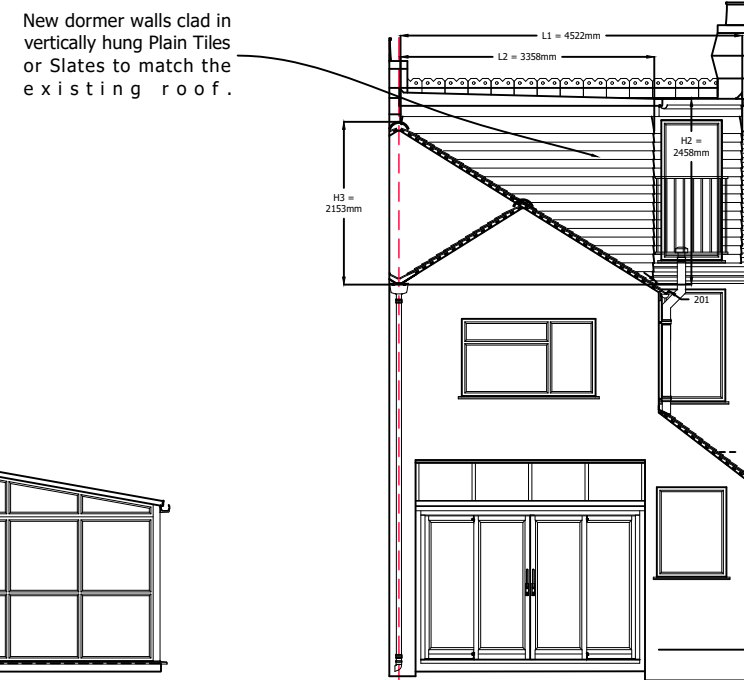 New dormer walls clad in
vertically hung Plain Tiles
or Slates to match the
existing roof.
L1 = 4522mm
L2 = 3358mm
H2 =
2458mm
H3 =
2153mm
201